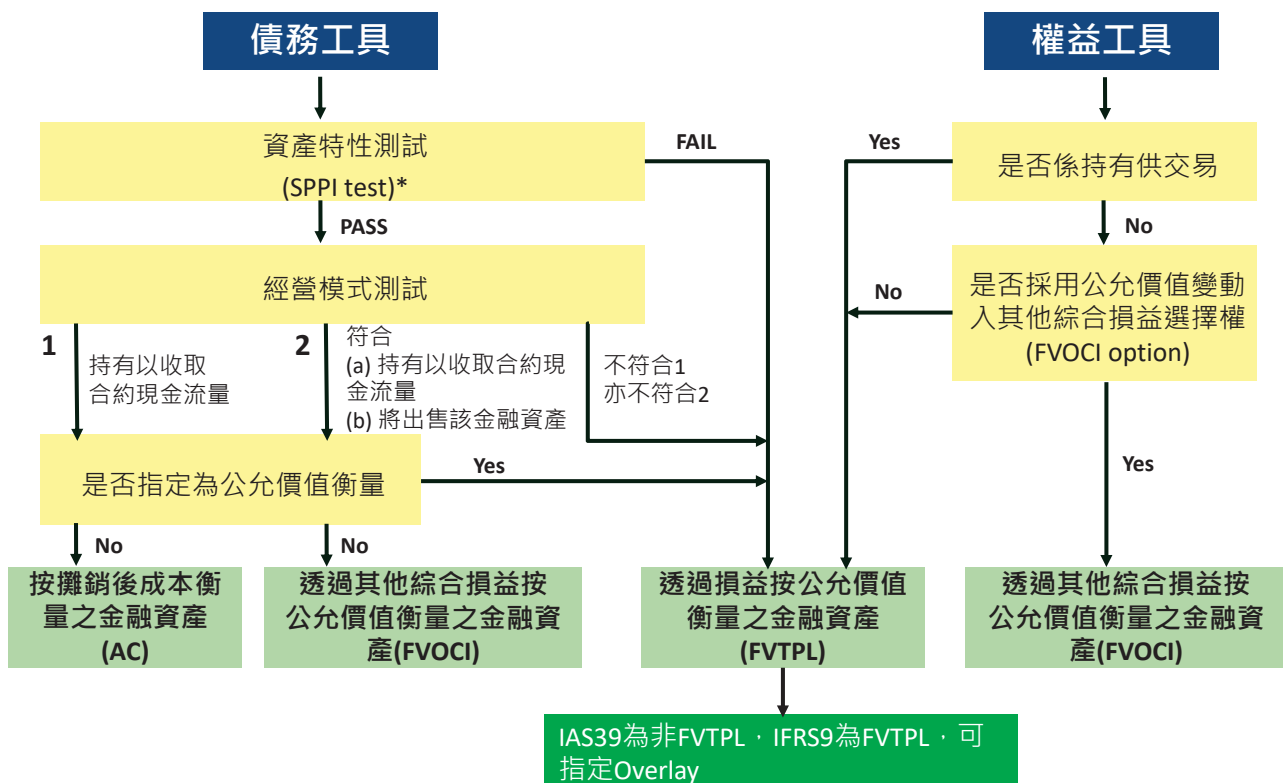 債務工具
權益工具
資產特性測試
(SPPI test)*
FAIL
Yes
是否係持有供交易
PASS
No
經營模式測試
是否採用公允價值變動
入其他綜合損益選擇權
(FVOCI option)
No
1
持有以收取
合約現金流量
2
符合
(a) 持有以收取合約現
金流量
(b) 將出售該金融資產
不符合1
亦不符合2
是否指定為公允價值衡量
Yes
Yes
No
No
按攤銷後成本衡
量之金融資產
(AC)
透過其他綜合損益按
公允價值衡量之金融資
產(FVOCI)
透過損益按公允價值
衡量之金融資產
(FVTPL)
透過其他綜合損益按
公允價值衡量之金融資
產(FVOCI)
IAS39為非FVTPL，IFRS9為FVTPL，可
指定Overlay